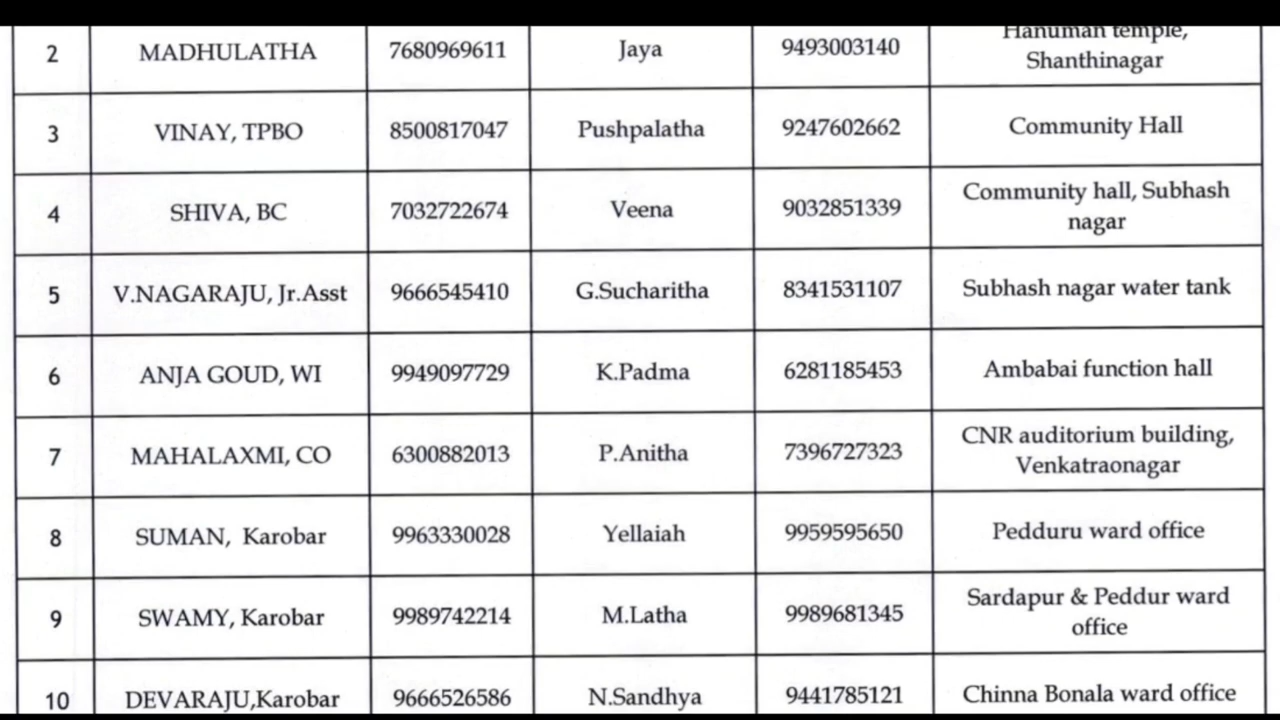 2 MADHULATHA 7680969611 Jaya 9493003140 Hanuman temple,
Shanthinagar
3 VINAY, TPBO 8500817047 Pushpalatha 9247602662 Community Hall
4 SHIVA, BC 7032722674 Veena 9032851339 Community hall, Subhash
nagar
5 V.NAGARAJU, Jr.Asst 9666545410 G.Sucharitha 8341531107 Subhash nagar water tank
6 ANJA GOUD, WI 9949097729 K.Padma 6281185453 Ambabai function hall
7 MAHALAXMI, CO 6300882013 P.Anitha 7396727323 CNR auditorium building,
Venkatraonagar
8 SUMAN, Karobar 9963330028 Yellaiah 9959595650 Pedduru ward office
9 SWAMY, Karobar 9989742214 M.Latha 9989681345 Sardapur & Peddur ward
office
10 DEVARAJU,Karobar 9666526586 N.Sandhya 9441785121 Chinna Bonala ward office